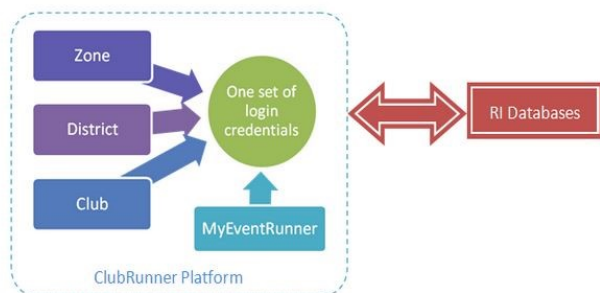 Zone
District
Club
One set of
login
credentials
MyEventRunner
ClubRunner Platform
RI Databases